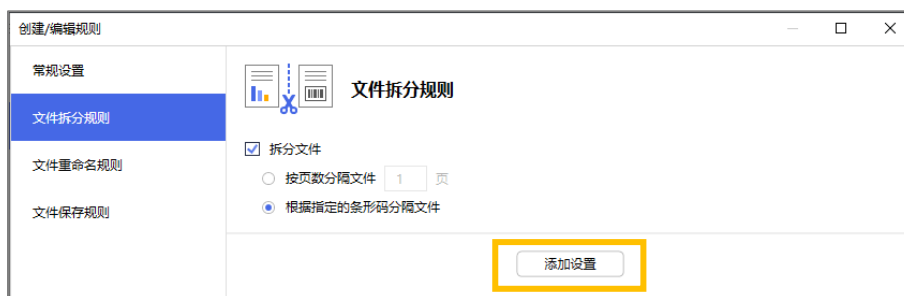 创建/编辑规则
常规设置
文件拆分规则
文件重命名规则
文件保存规则
文件拆分规则
拆分文件
按页数分隔文件 1 页
根据指定的条形码分隔文件
添加设置